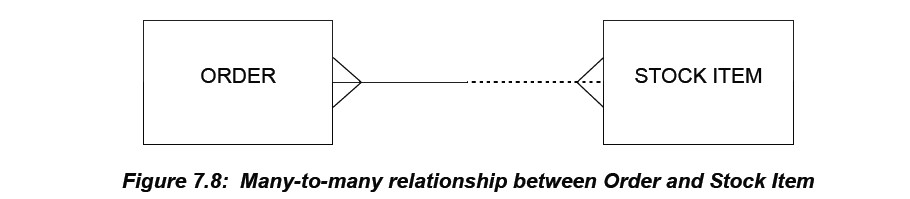 ORDER
STOCK ITEM
Figure 7.8: Many-to-many relationship between Order and Stock Item